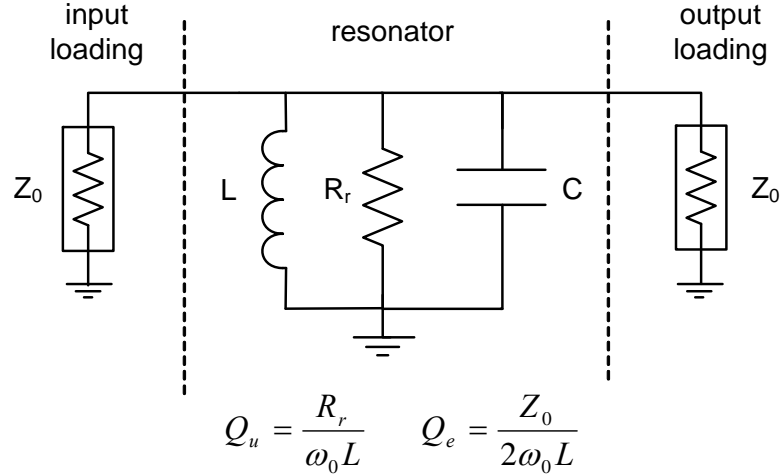 input
loading
resonator
output
loading
Z₀
L
Rᵣ
C
Z₀
Qᵤ = Rᵣ / ω₀L
Qₑ = Z₀ / 2ω₀L